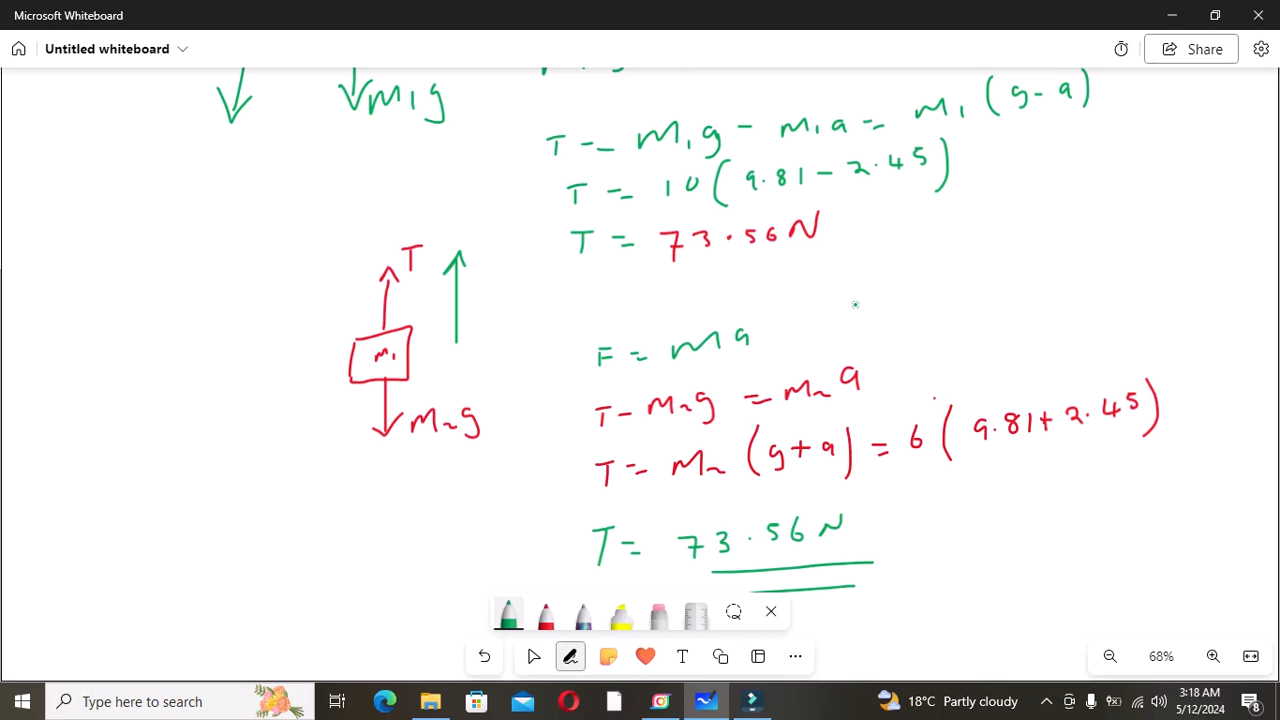 Microsoft Whiteboard
Untitled whiteboard
Share
m1g
T = m1g - m1a = m1(g-a)
T = 10(9.81-2.45)
T = 73.56N
T
m1
m2g
F = ma
T-m2g = m2a
T = m2(g+a) = 6(9.81+2.45)
T = 73.56N
68%
Type here to search
18°C Partly cloudy
3:18 AM
5/12/2024
8